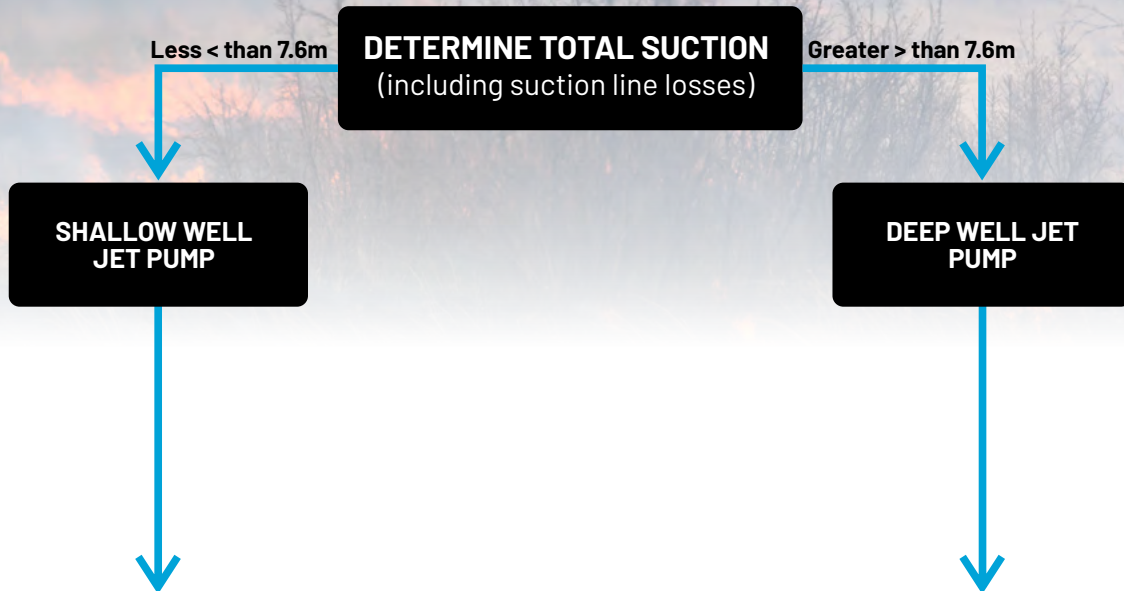 DETERMINE TOTAL SUCTION
(including suction line losses)
Less < than 7.6m
Greater > than 7.6m
SHALLOW WELL
JET PUMP
DEEP WELL JET
PUMP